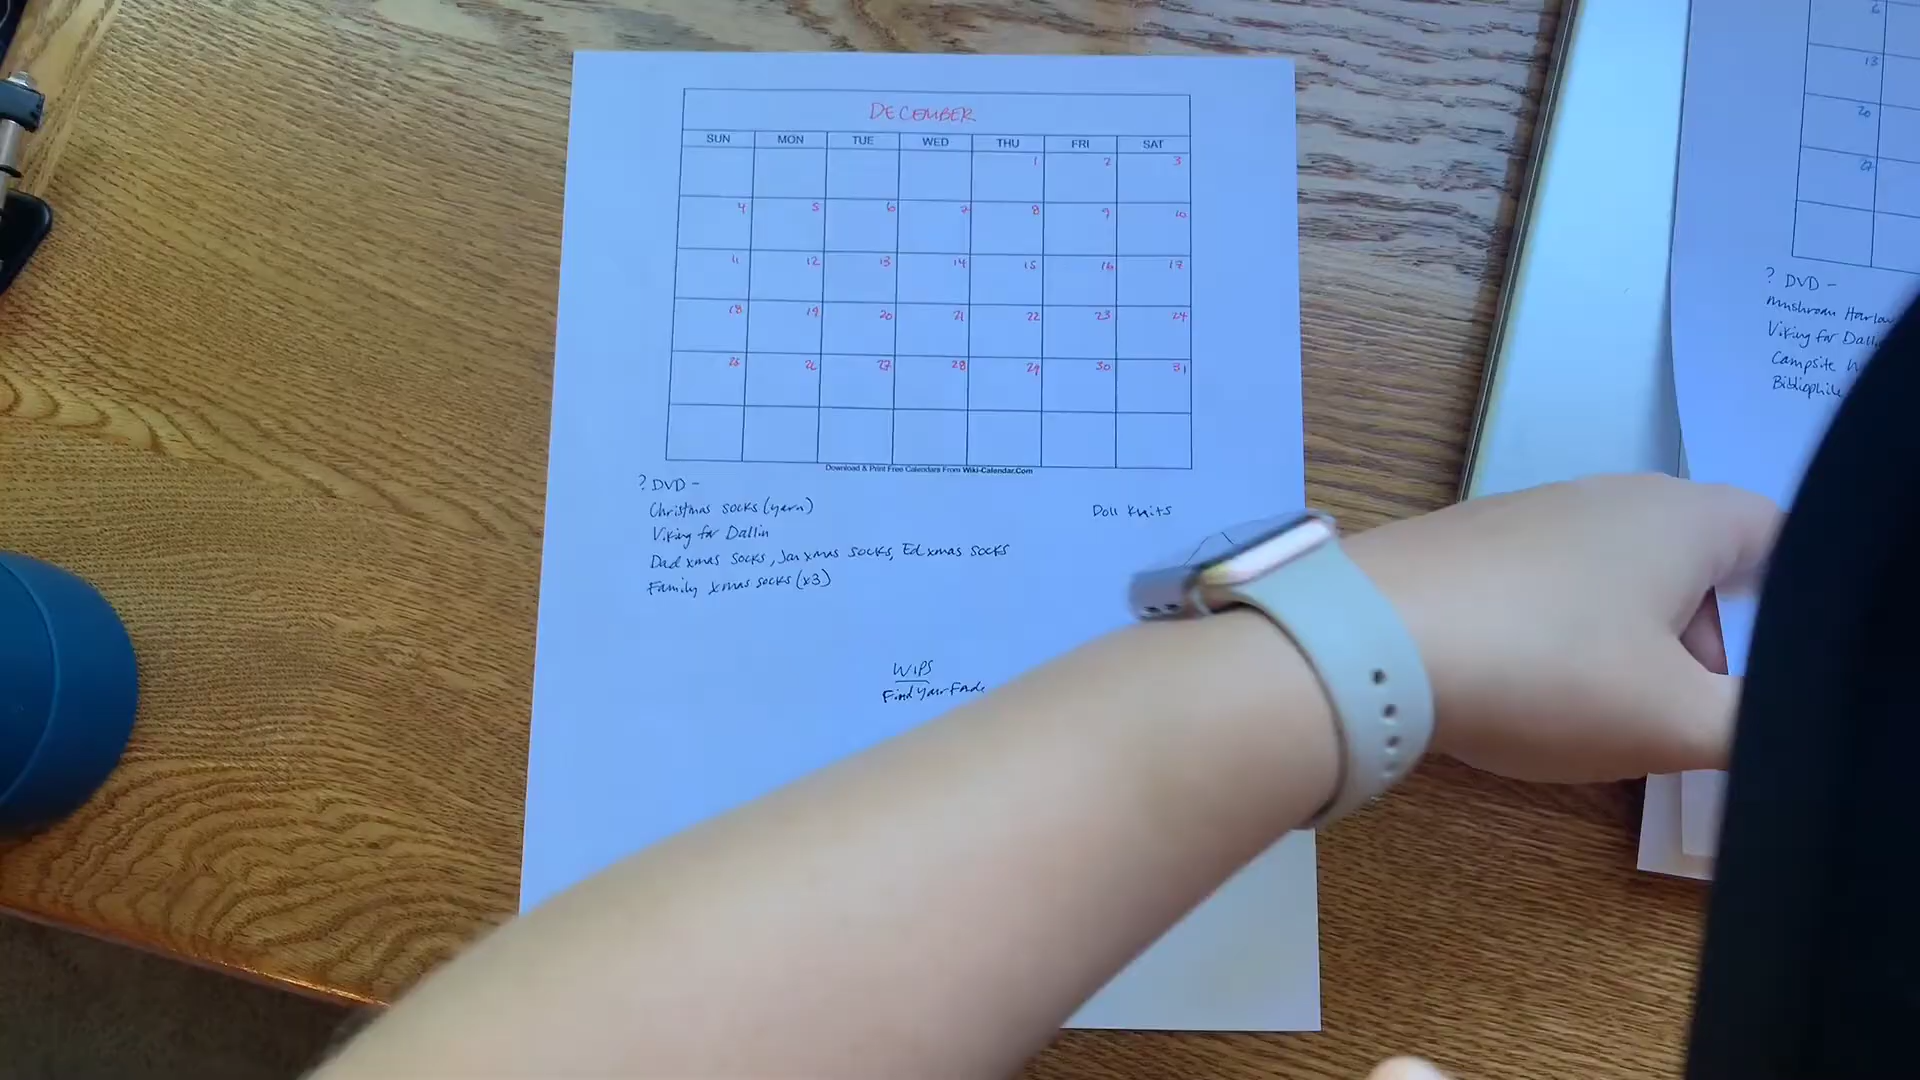 DECEMBER
SUN MON TUE WED THU FRI SAT
1 2 3
4 5 6 7 8 9 10
11 12 13 14 15 16 17
18 19 20 21 22 23 24
25 26 27 28 29 30 31
Download & Print Free Calendars From Wiki-Calendar.Com
? DVD -
Christmas socks (yarn)
Viking for Dallin
Dad xmas socks, Jan xmas socks, Ed xmas socks
Family xmas socks (x3)
Doll Knits
WIPS
Find Your Fade
6
13
20
27
? DVD -
Mushroom
Viking for
Campsite
Bibliophile